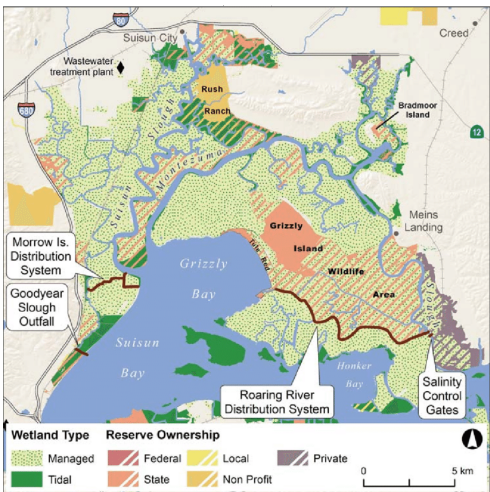 80
Suisun City
Creed
Wastewater
treatment plant
680
Rush
Ranch
Bradmoor
Island
12
Suisun Slough
Montezuma
Slough
Meins
Landing
Morrow Is.
Distribution
System
Grizzly
Island
Wildlife
Area
Grizzly
Bay
Goodyear
Slough
Outfall
Suisun
Bay
Honker
Bay
Roaring River
Distribution System
Salinity
Control
Gates
Wetland Type
Managed
Tidal
Reserve Ownership
Federal
State
Local
Non Profit
Private
0
5 km